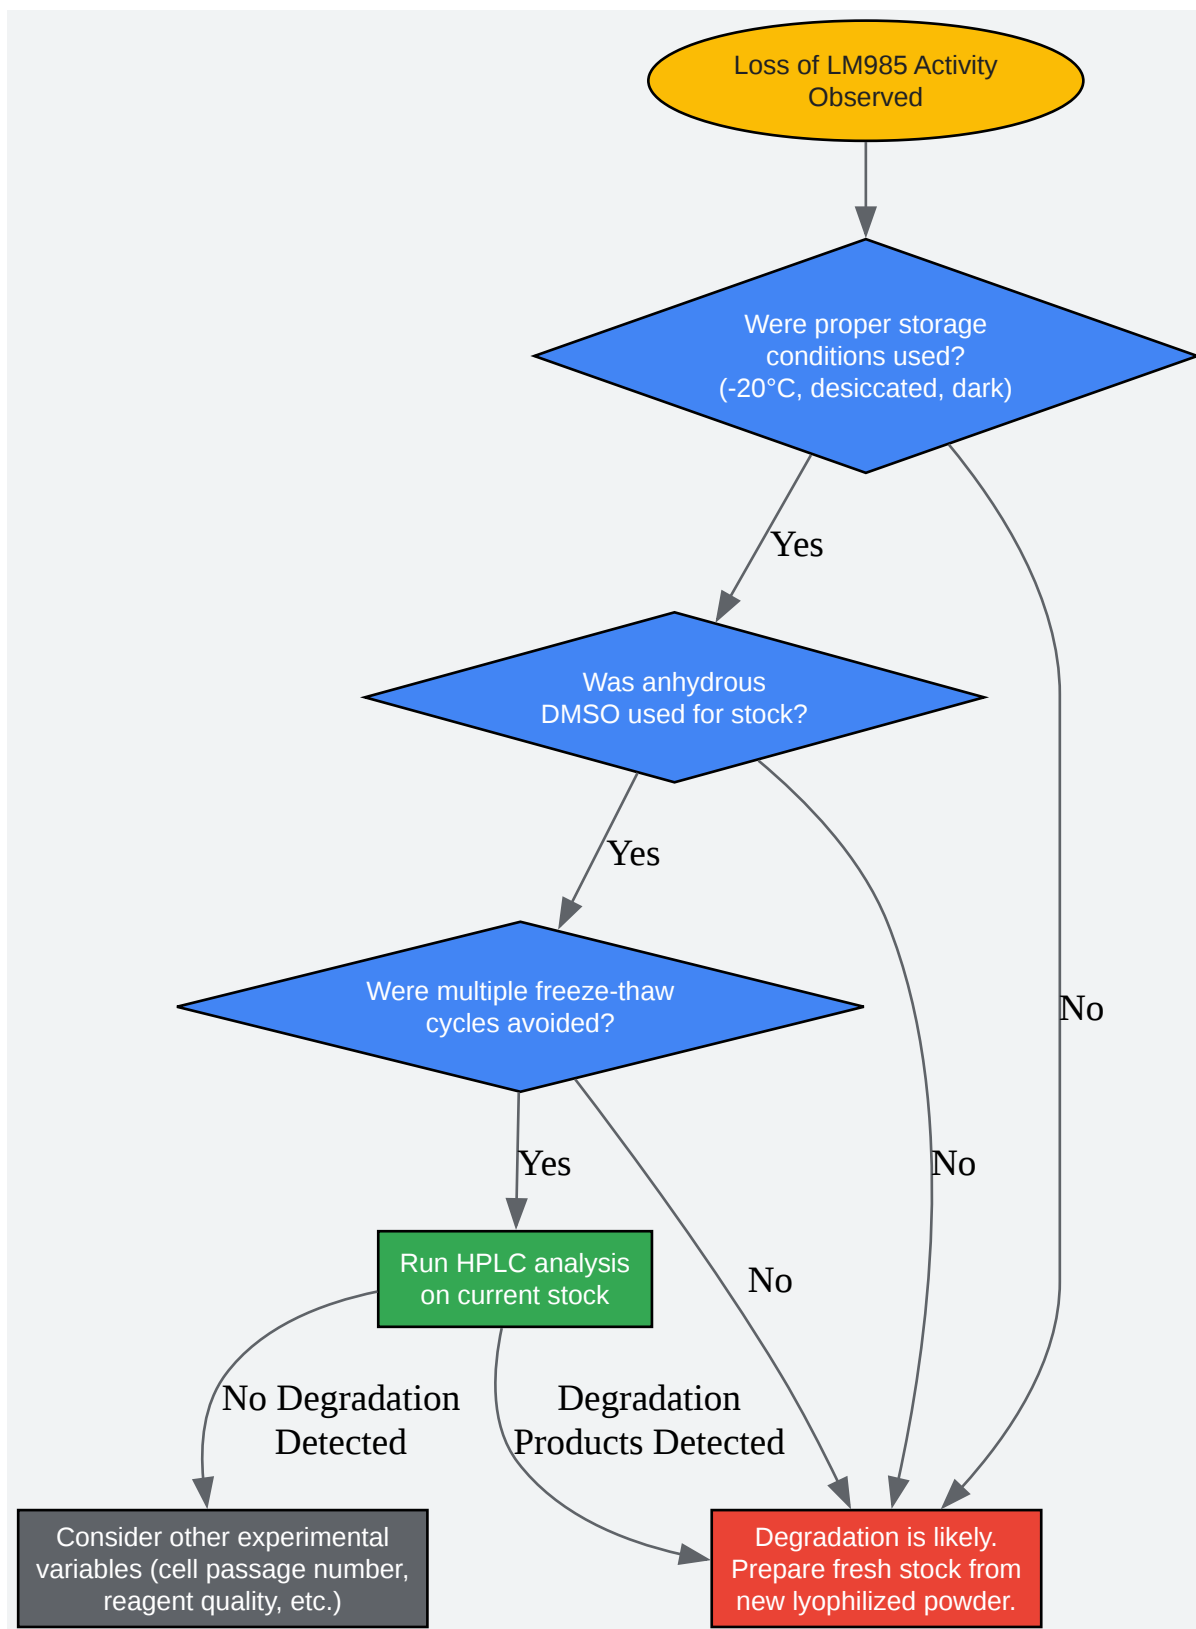 Loss of LM985 Activity
Observed
Were proper storage
conditions used?
(-20°C, desiccated, dark)
Yes
Was anhydrous
DMSO used for stock?
Yes
Were multiple freeze-thaw
cycles avoided?
No
Yes
No
Run HPLC analysis
on current stock
No
No Degradation
Detected
Degradation
Products Detected
Consider other experimental
variables (cell passage number,
reagent quality, etc.)
Degradation is likely.
Prepare fresh stock from
new lyophilized powder.